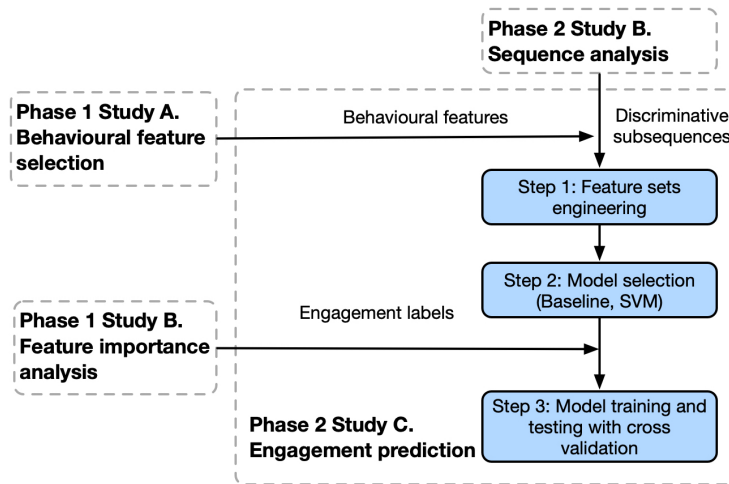 Phase 2 Study B.
Sequence analysis
Phase 1 Study A.
Behavioural feature
selection
Behavioural features
Discriminative
subsequences
Step 1: Feature sets
engineering
Step 2: Model selection
(Baseline, SVM)
Phase 1 Study B.
Feature importance
analysis
Engagement labels
Step 3: Model training and
testing with cross
validation
Phase 2 Study C.
Engagement prediction